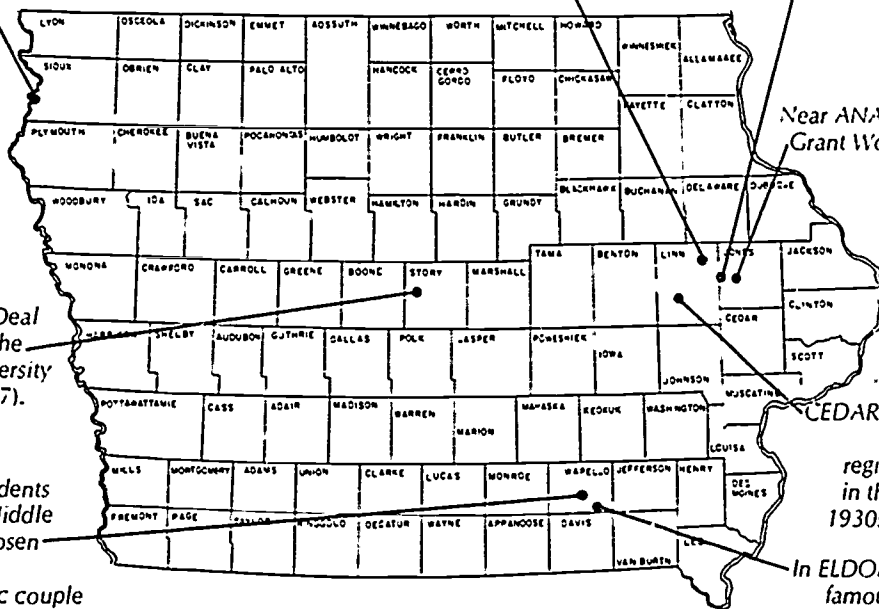 LYON OSCEOLA DICKINSON EMMET KOSSUTH WINNEBAGO WORTH MITCHELL HOWARD
WINNESHIEK ALLAMAKEE
SIOUX OBRIEN CLAY PALO ALTO HANCOCK CERRO GORDO FLOYD CHICKASAW
FAYETTE CLAYTON
Near ANA
Grant Wo
PLYMOUTH CHEROKEE BUENA VISTA POCAHONTAS HUMBOLDT WRIGHT FRANKLIN BUTLER BREMER
WOODBURY IDA SAC CALHOUN WEBSTER HAMILTON HARDIN GRUNDY BLACKHAWK BUCHANAN DELAWARE DUBUQUE
MONONA CRAWFORD CARROLL GREENE BOONE STORY MARSHALL TAMA BENTON LINN JONES JACKSON
CEDAR CLINTON
Deal
he
ersity
7).
SHELBY AUDUBON GUTHRIE DALLAS POLK JASPER POWESHIEK IOWA JOHNSON SCOTT
MUSCATINE
CEDAR
POTTAWATTAMIE CASS ADAIR MADISON WARREN MARION MAHASKA KEOKUK WASHINGTON LOUISA
regi
in th
1930s
dents
Middle
osen
MILLS MONTGOMERY ADAMS UNION CLARKE LUCAS MONROE WAPELLO JEFFERSON HENRY DES MOINES
FREMONT PAGE TAYLOR RINGGOLD DECATUR WAYNE APPANOOSE DAVIS VAN BUREN LEE
In ELDO
famou
ic couple